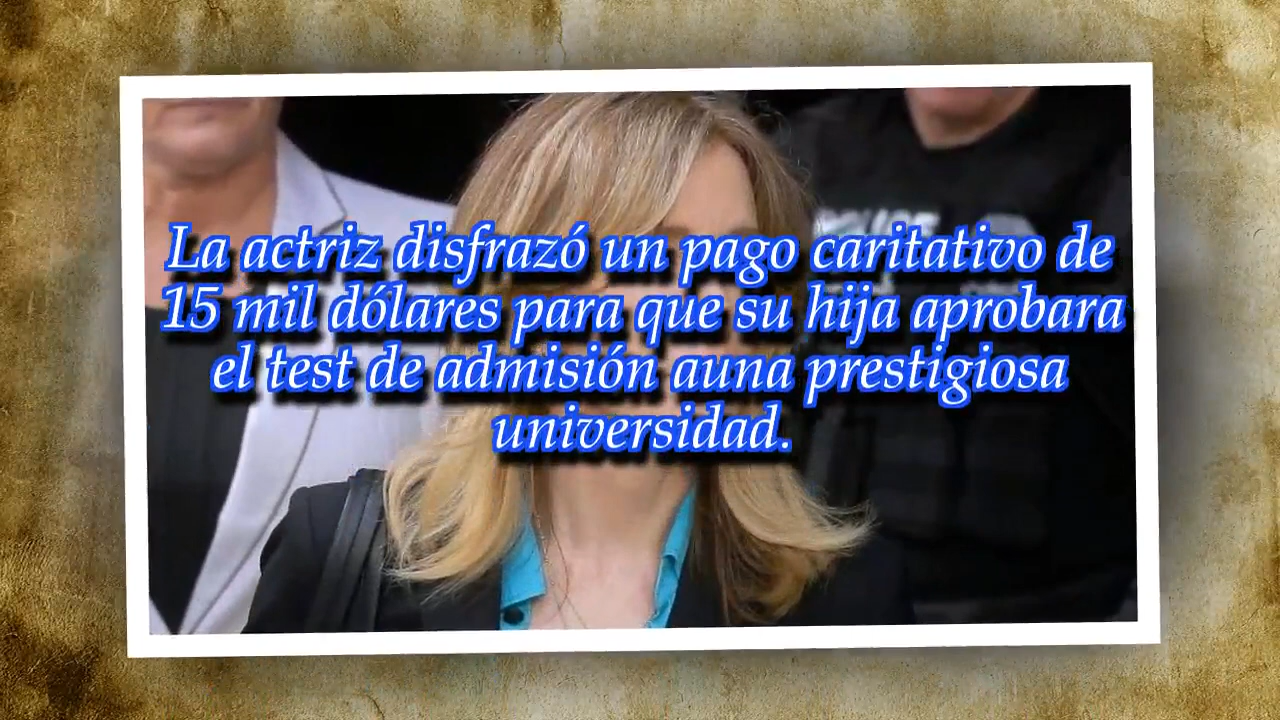 La actriz disfrazó un pago caritativo de
15 mil dólares para que su hija aprobara
el test de admisión auna prestigiosa
universidad.